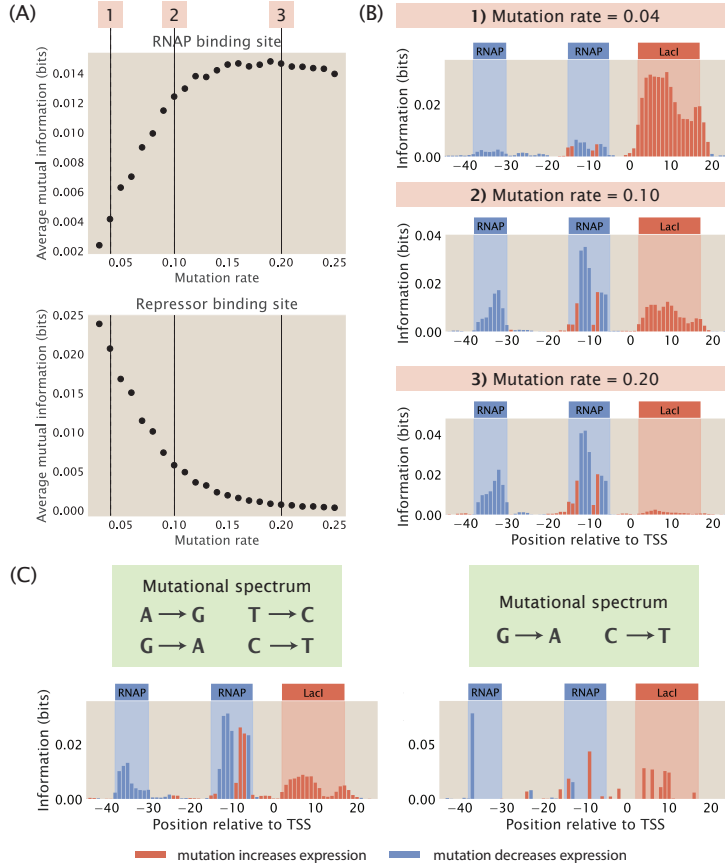 (A)
1 2 3
RNAP binding site
Average mutual information (bits)
0.014
0.012
0.010
0.008
0.006
0.004
0.002
0.05 0.10 0.15 0.20 0.25
Mutation rate
Repressor binding site
Average mutual information (bits)
0.025
0.020
0.015
0.010
0.005
0.000
0.05 0.10 0.15 0.20 0.25
Mutation rate
(B)
1) Mutation rate = 0.04
RNAP RNAP LacI
Information (bits)
0.02
0.00
−40 −30 −20 −10 0 10 20
2) Mutation rate = 0.10
RNAP RNAP LacI
Information (bits)
0.04
0.02
0.00
−40 −30 −20 −10 0 10 20
3) Mutation rate = 0.20
RNAP RNAP LacI
Information (bits)
0.04
0.02
0.00
−40 −30 −20 −10 0 10 20
Position relative to TSS
(C)
Mutational spectrum
A → G T → C
G → A C → T
RNAP RNAP LacI
Information (bits)
0.02
0.00
−40 −30 −20 −10 0 10 20
Position relative to TSS
Mutational spectrum
G → A C → T
RNAP RNAP LacI
Information (bits)
0.05
0.00
−40 −30 −20 −10 0 10 20
Position relative to TSS
mutation increases expression mutation decreases expression